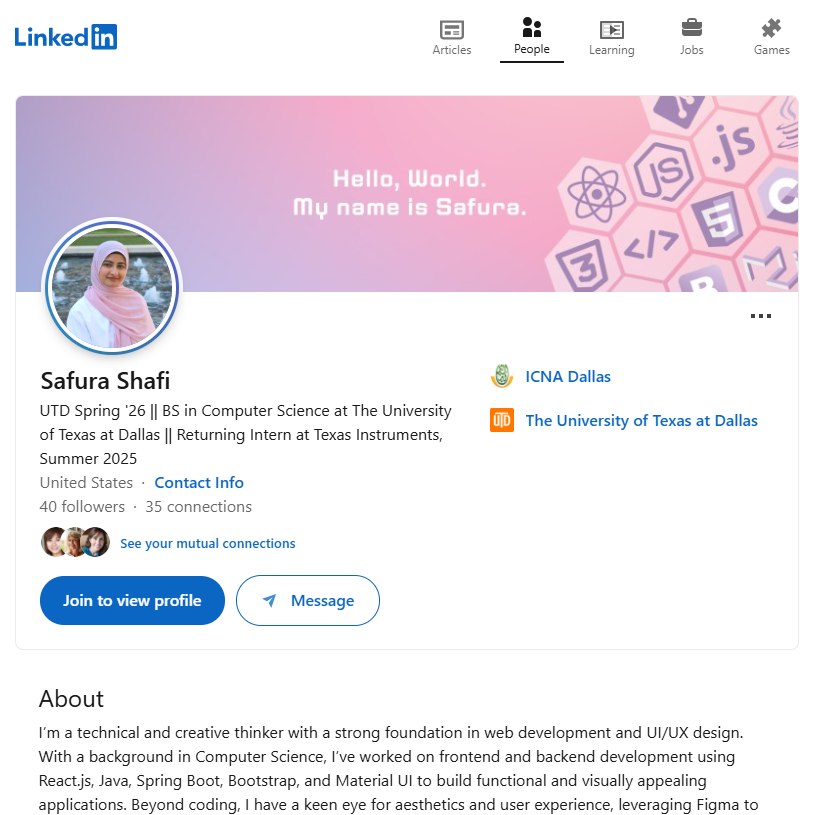 LinkedIn
Articles
People
Learning
Jobs
Games
Hello, World.
My name is Safura.
.js
JS
5
</>
3
C
B
Safura Shafi
UTD Spring '26 || BS in Computer Science at The University
of Texas at Dallas || Returning Intern at Texas Instruments,
Summer 2025
United States · Contact Info
40 followers · 35 connections
See your mutual connections
Join to view profile
Message
ICNA Dallas
UTD
The University of Texas at Dallas
About
I'm a technical and creative thinker with a strong foundation in web development and UI/UX design.
With a background in Computer Science, I've worked on frontend and backend development using
React.js, Java, Spring Boot, Bootstrap, and Material UI to build functional and visually appealing
applications. Beyond coding, I have a keen eye for aesthetics and user experience, leveraging Figma to